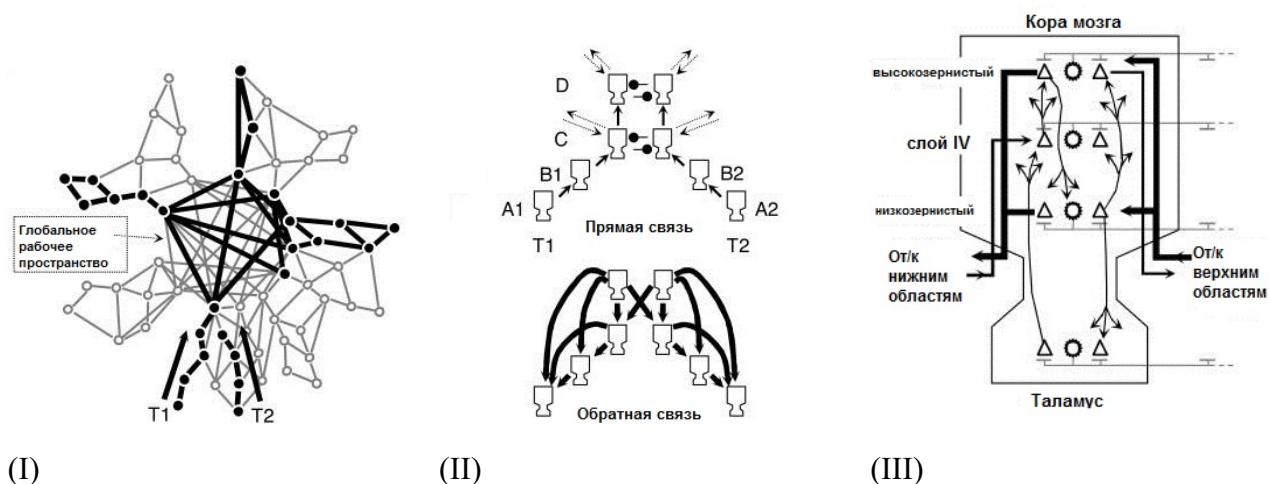 Глобальное
рабочее
пространство
T1
T2
(I)
D
C
B1
B2
A1
A2
Прямая связь
T1
T2
Обратная связь
(II)
Кора мозга
высокозернистый
слой IV
низкозернистый
От/к
нижним
областям
От/к
верхним
областям
Таламус
(III)